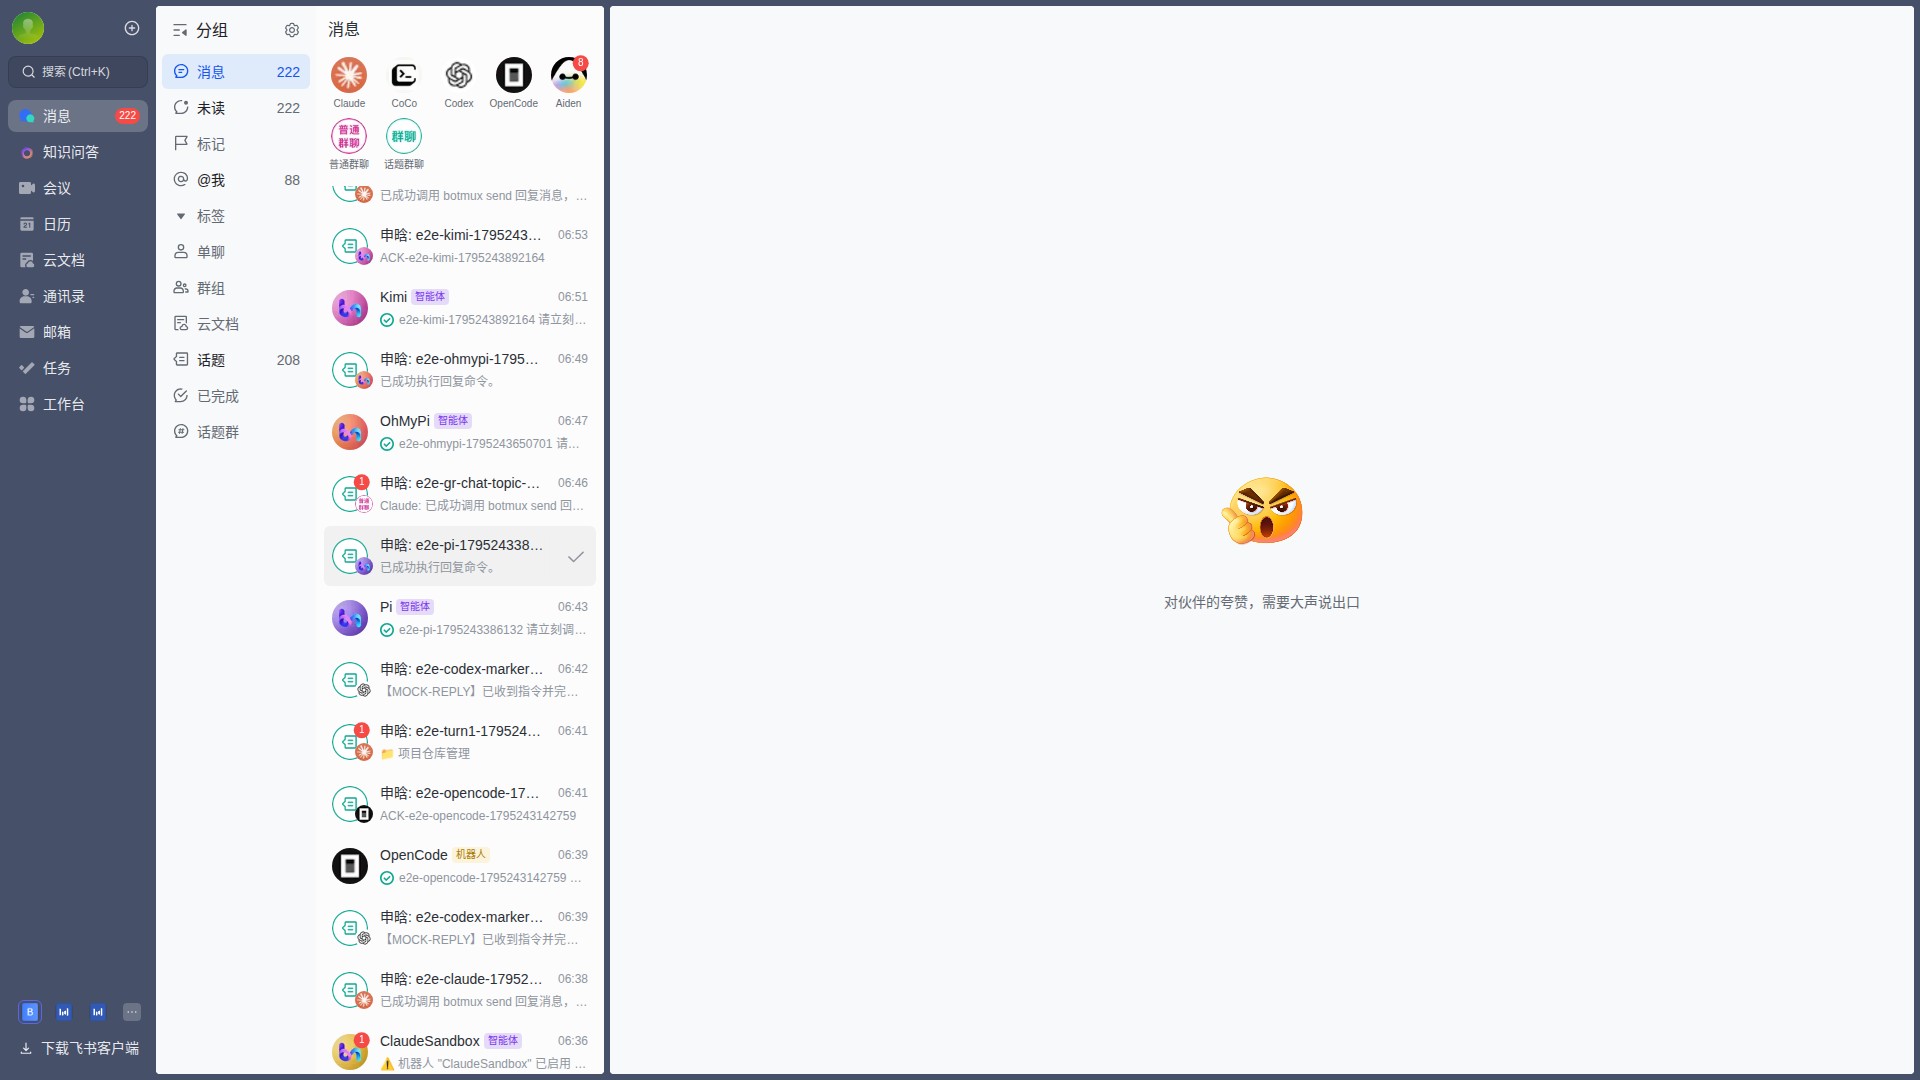 搜索 (Ctrl+K)
消息 222
知识问答
会议
日历
云文档
通讯录
邮箱
任务
工作台
下载飞书客户端
分组
消息 222
未读 222
标记
@我 88
标签
单聊
群组
云文档
话题 208
已完成
话题群
消息
8
Claude CoCo Codex OpenCode Aiden
普通
群聊
群聊
普通群聊 话题群聊
已成功调用 botmux send 回复消息，…
申晗: e2e-kimi-1795243… 06:53
ACK-e2e-kimi-1795243892164
Kimi 智能体 06:51
e2e-kimi-1795243892164 请立刻…
申晗: e2e-ohmypi-1795… 06:49
已成功执行回复命令。
OhMyPi 智能体 06:47
e2e-ohmypi-1795243650701 请…
1
申晗: e2e-gr-chat-topic-… 06:46
Claude: 已成功调用 botmux send 回…
申晗: e2e-pi-179524338…
已成功执行回复命令。
Pi 智能体 06:43
e2e-pi-1795243386132 请立刻调…
申晗: e2e-codex-marker… 06:42
【MOCK-REPLY】已收到指令并完…
1
申晗: e2e-turn1-179524… 06:41
📁 项目仓库管理
申晗: e2e-opencode-17… 06:41
ACK-e2e-opencode-1795243142759
OpenCode 机器人 06:39
e2e-opencode-1795243142759 …
申晗: e2e-codex-marker… 06:39
【MOCK-REPLY】已收到指令并完…
申晗: e2e-claude-17952… 06:38
已成功调用 botmux send 回复消息，…
1
ClaudeSandbox 智能体 06:36
⚠️ 机器人 "ClaudeSandbox" 已启用 …
对伙伴的夸赞，需要大声说出口